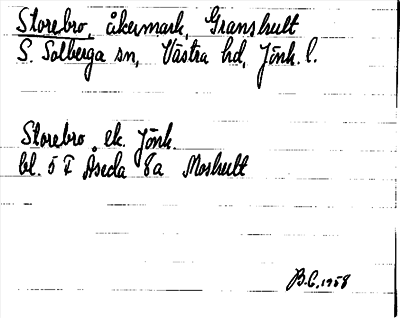 Storebro, åkermark, Granshult
S. Solberga sn, Västra hd, Jönk. l.
Storebro ek. Jönk.
bl. 5 F Åseda 8a Moshult
B.C. 1958